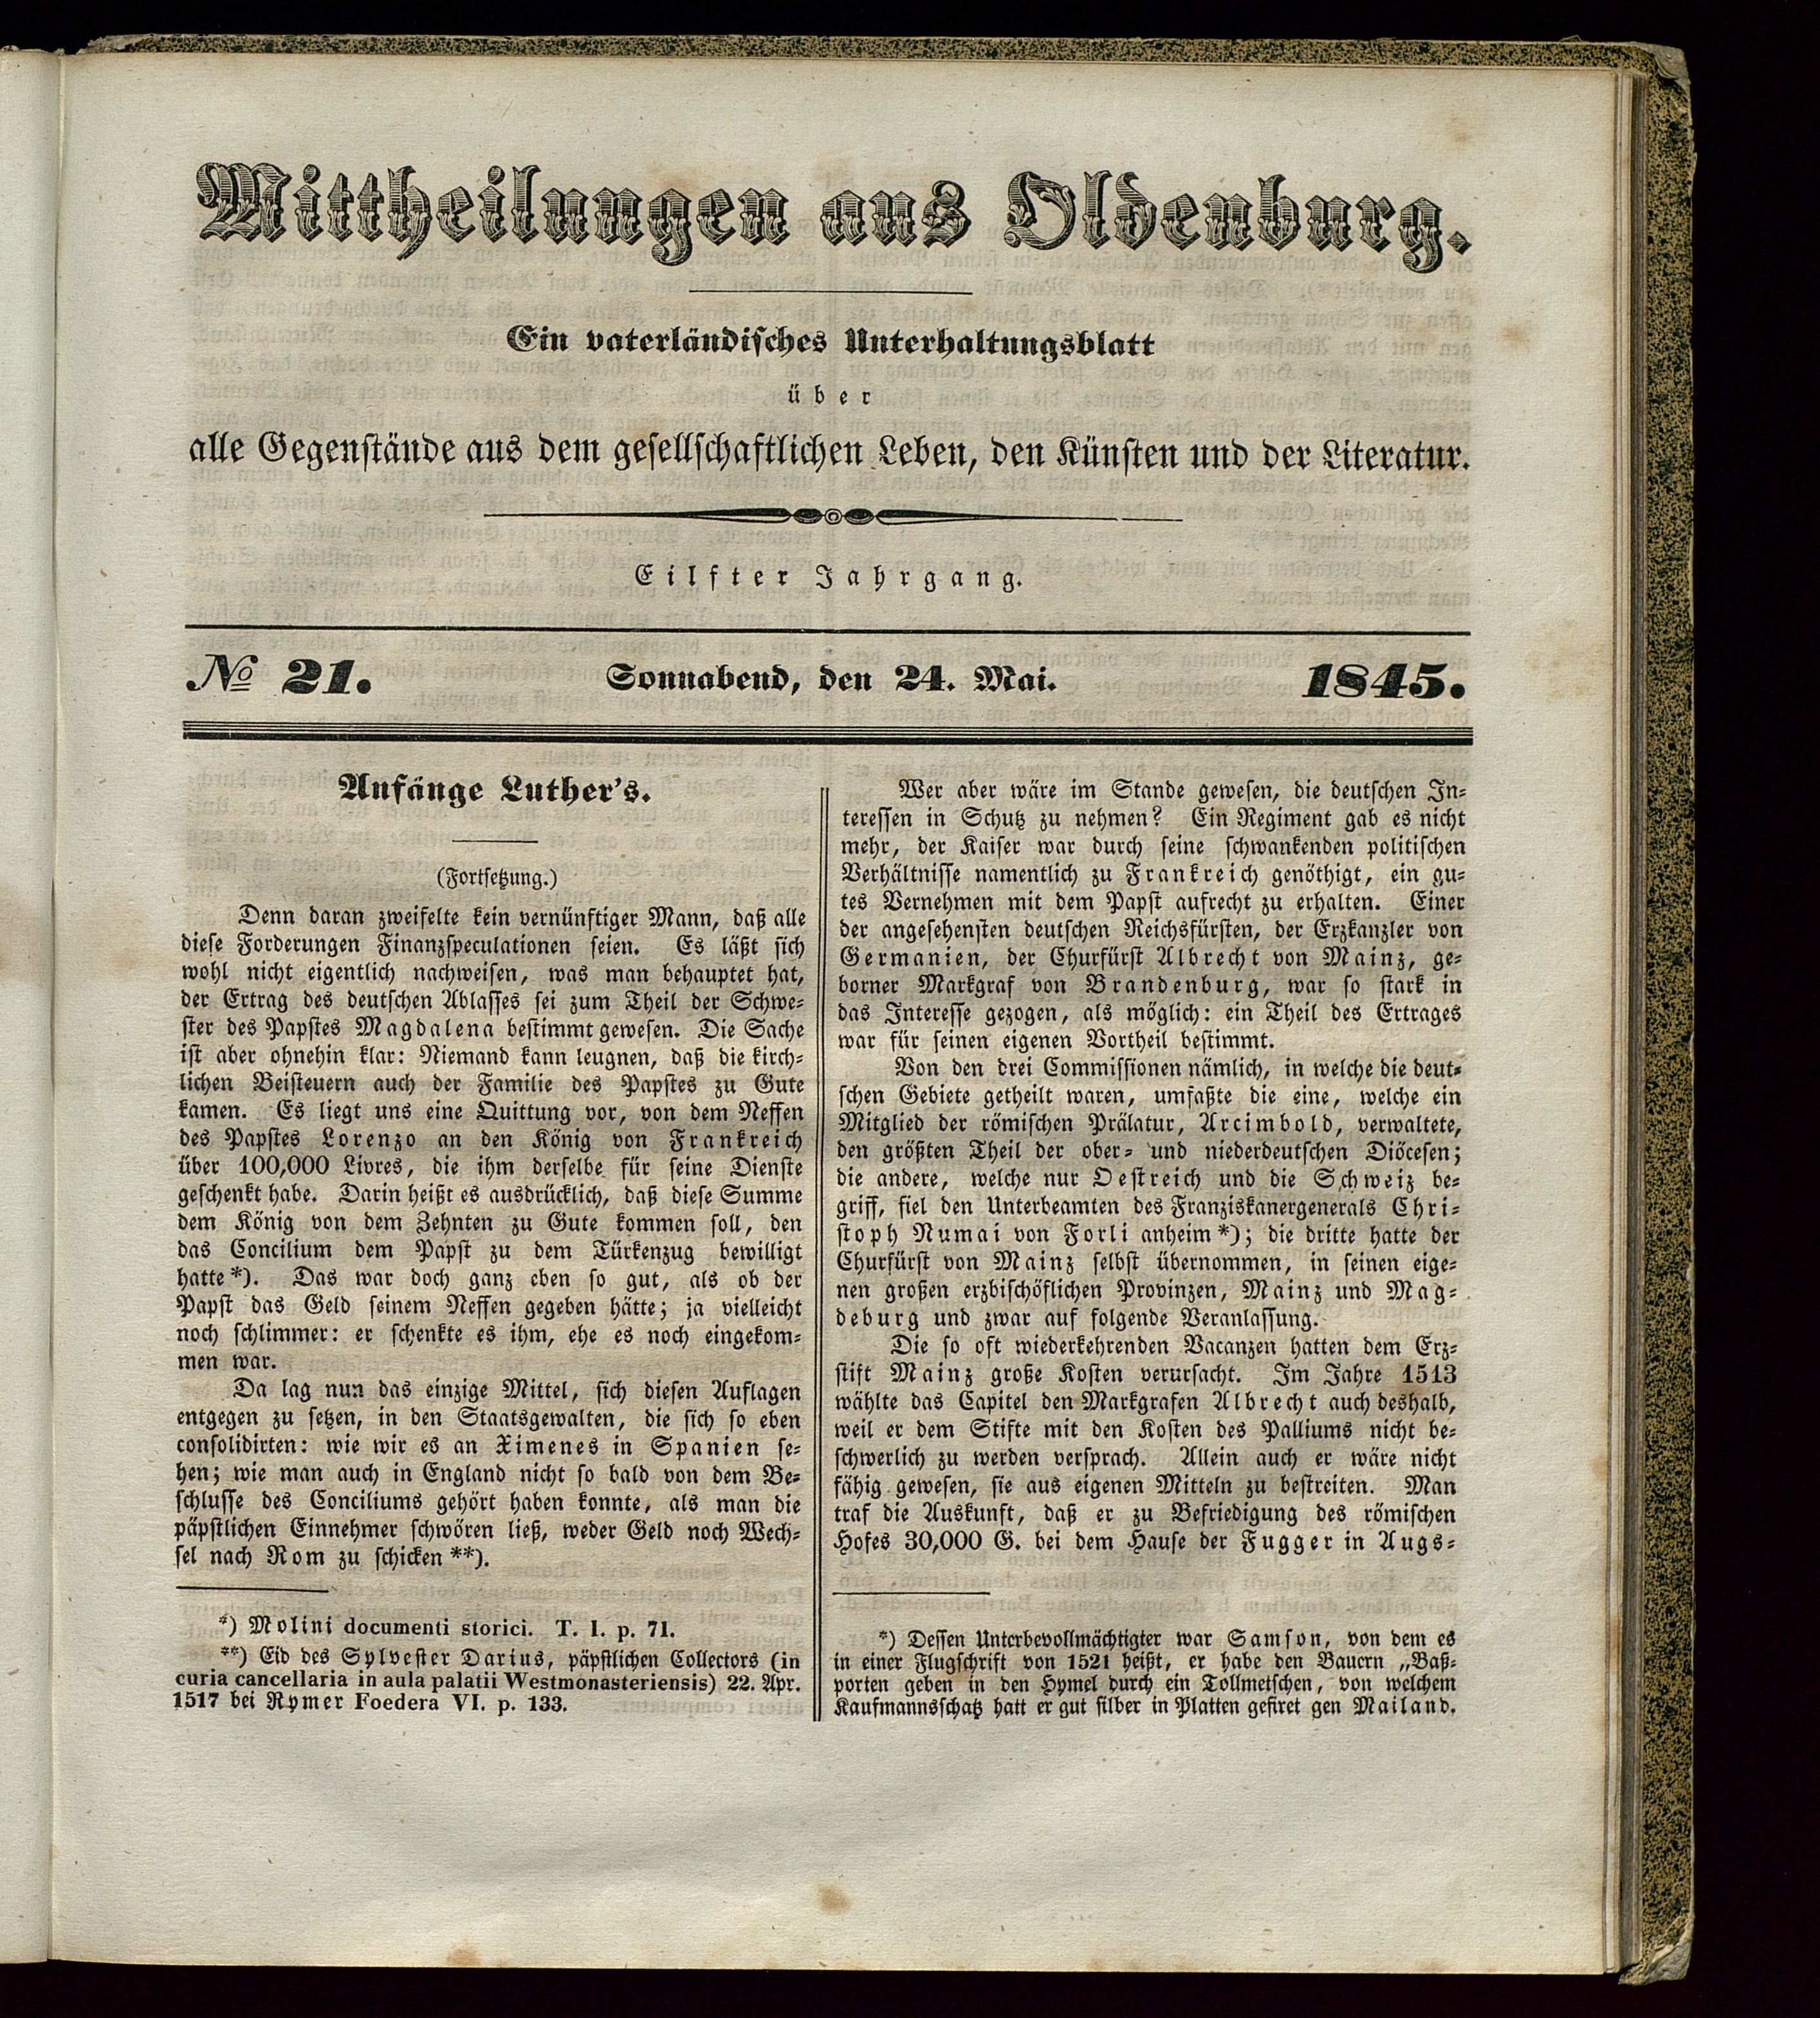 Mittheilungen aus Oldenburg.
Ein vaterländisches Unterhaltungsblatt
über
alle Gegenstände aus dem gesellschaftlichen Leben, den Künsten und der Literatur.
Eilfter Jahrgang.
No 21. Sonnabend, den 24. Mai. 1845.
Anfänge Luther's.
(Fortsetzung.)
Denn daran zweifelte kein vernünftiger Mann, daß alle
diese Forderungen Finanzspeculationen seien. Es läßt sich
wohl nicht eigentlich nachweisen, was man behauptet hat,
der Ertrag des deutschen Ablasses sei zum Theil der Schwe-
ster des Papstes Magdalena bestimmt gewesen. Die Sache
ist aber ohnehin klar: Niemand kann leugnen, daß die kirch-
lichen Beisteuern auch der Familie des Papstes zu Gute
kamen. Es liegt uns eine Quittung vor, von dem Neffen
des Papstes Lorenzo an den König von Frankreich
über 100,000 Livres, die ihm derselbe für seine Dienste
geschenkt habe. Darin heißt es ausdrücklich, daß diese Summe
dem König von dem Zehnten zu Gute kommen soll, den
das Concilium dem Papst zu dem Türkenzug bewilligt
hatte*). Das war doch ganz eben so gut, als ob der
Papst das Geld seinem Neffen gegeben hätte; ja vielleicht
noch schlimmer: er schenkte es ihm, ehe es noch eingekom-
men war.
Da lag nun das einzige Mittel, sich diesen Auflagen
entgegen zu setzen, in den Staatsgewalten, die sich so eben
consolidirten: wie wir es an Ximenes in Spanien se-
hen; wie man auch in England nicht so bald von dem Be-
schlusse des Conciliums gehört haben konnte, als man die
päpstlichen Einnehmer schwören ließ, weder Geld noch Wech-
sel nach Rom zu schicken**).
*) Molini documenti storici. T. I. p. 71.
**) Eid des Sylvester Darius, päpstlichen Collectors (in
curia cancellaria in aula palatii Westmonasteriensis) 22. Apr.
1517 bei Rymer Foedera VI. p. 133.
Wer aber wäre im Stande gewesen, die deutschen In-
teressen in Schutz zu nehmen? Ein Regiment gab es nicht
mehr, der Kaiser war durch seine schwankenden politischen
Verhältnisse namentlich zu Frankreich genöthigt, ein gu-
tes Vernehmen mit dem Papst aufrecht zu erhalten. Einer
der angesehensten deutschen Reichsfürsten, der Erzkanzler von
Germanien, der Churfürst Albrecht von Mainz, ge-
borner Markgraf von Brandenburg, war so stark in
das Interesse gezogen, als möglich: ein Theil des Ertrages
war für seinen eigenen Vortheil bestimmt.
Von den drei Commissionen nämlich, in welche die deut-
schen Gebiete getheilt waren, umfaßte die eine, welche ein
Mitglied der römischen Prälatur, Arcimbold, verwaltete,
den größten Theil der ober- und niederdeutschen Diöcesen;
die andere, welche nur Oestreich und die Schweiz be-
griff, fiel den Unterbeamten des Franziskanergenerals Chri-
stoph Numai von Forli anheim*); die dritte hatte der
Churfürst von Mainz selbst übernommen, in seinen eige-
nen großen erzbischöflichen Provinzen, Mainz und Mag-
deburg und zwar auf folgende Veranlassung.
Die so oft wiederkehrenden Vacanzen hatten dem Erz-
stift Mainz große Kosten verursacht. Im Jahre 1513
wählte das Capitel den Markgrafen Albrecht auch deshalb,
weil er dem Stifte mit den Kosten des Palliums nicht be-
schwerlich zu werden versprach. Allein auch er wäre nicht
fähig gewesen, sie aus eigenen Mitteln zu bestreiten. Man
traf die Auskunft, daß er zu Befriedigung des römischen
Hofes 30,000 G. bei dem Hause der Fugger in Augs-
*) Dessen Unterbevollmächtigter war Samson, von dem es
in einer Flugschrift von 1521 heißt, er habe den Bauern „Baß-
porten geben in den Hymel durch ein Tollmetschen, von welchem
Kaufmannsschatz hatt er gut silber in Platten gefiret gen Mailand.